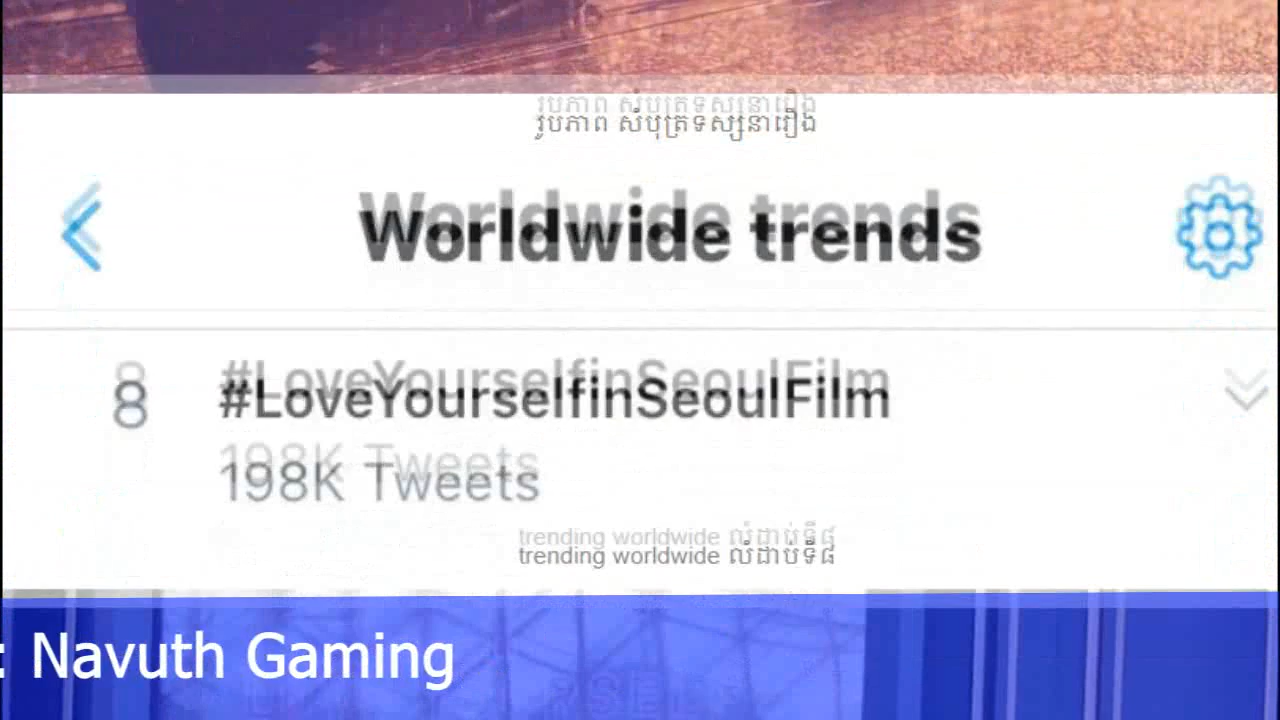 រូបភាព សំបុត្រទស្សនារឿង
Worldwide trends
8
#LoveYourselfinSeoulFilm
198K Tweets
trending worldwide លំដាប់ទី៨
: Navuth Gaming